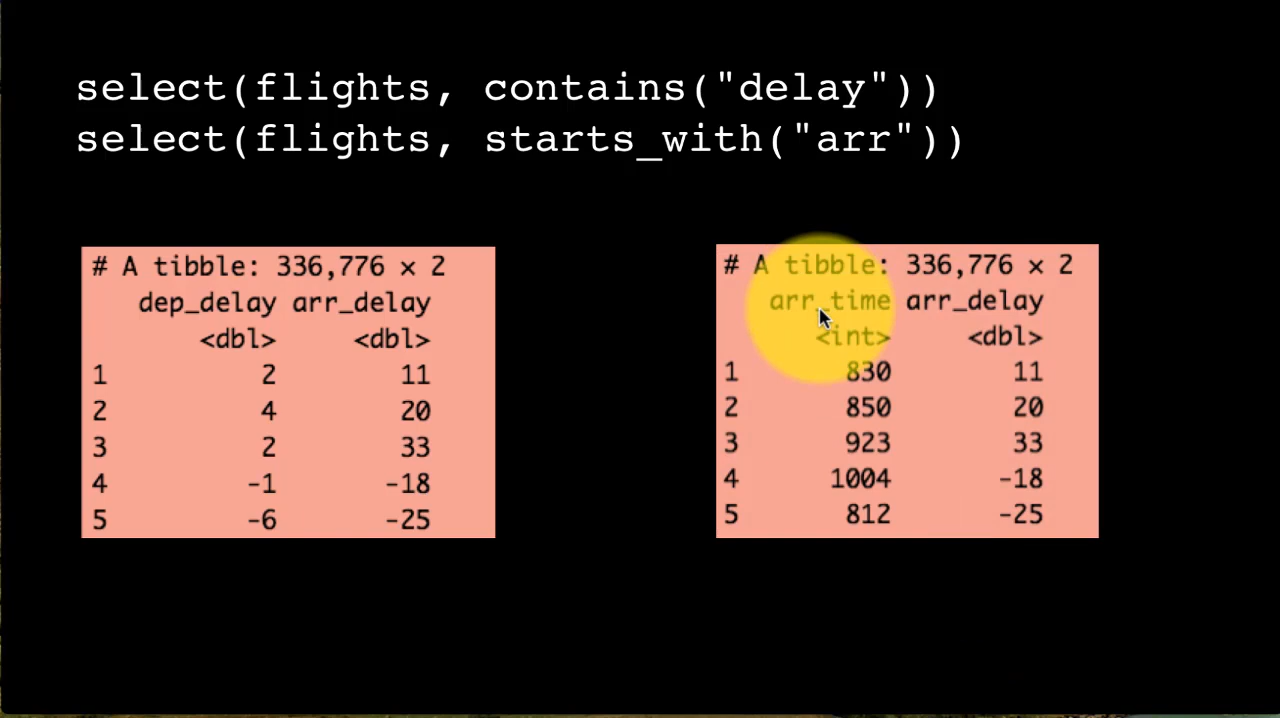 select(flights, contains("delay"))
select(flights, starts_with("arr"))
# A tibble: 336,776 × 2
dep_delay arr_delay
<dbl> <dbl>
1 2 11
2 4 20
3 2 33
4 -1 -18
5 -6 -25
# A tibble: 336,776 × 2
arr_time arr_delay
<int> <dbl>
1 830 11
2 850 20
3 923 33
4 1004 -18
5 812 -25